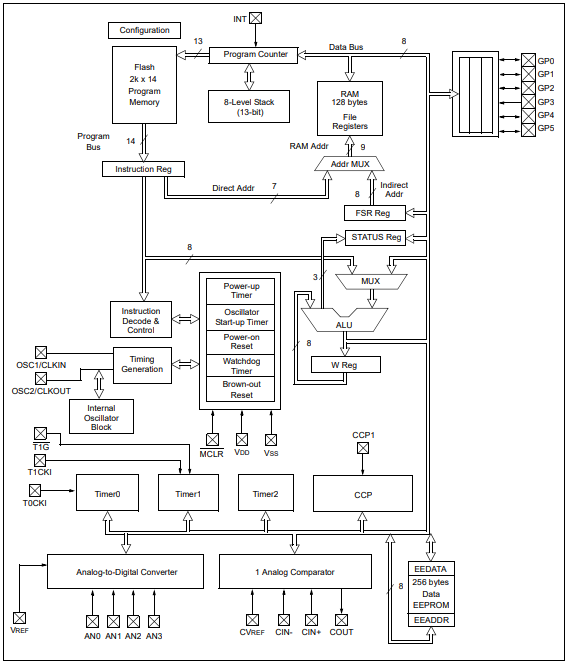 INT
Configuration
13
Program Counter
Data Bus
8
Flash
2k x 14
Program
Memory
8-Level Stack
(13-bit)
RAM
128 bytes
File
Registers
GP0
GP1
GP2
GP3
GP4
GP5
Program
Bus
14
RAM Addr
9
Addr MUX
Instruction Reg
Direct Addr
7
Indirect
Addr
8
FSR Reg
STATUS Reg
8
3
MUX
Power-up
Timer
Oscillator
Start-up Timer
Power-on
Reset
Watchdog
Timer
Brown-out
Reset
Instruction
Decode &
Control
ALU
8
W Reg
OSC1/CLKIN
OSC2/CLKOUT
Timing
Generation
Internal
Oscillator
Block
MCLR
VDD
VSS
T1G
T1CKI
T0CKI
CCP1
Timer0
Timer1
Timer2
CCP
Analog-to-Digital Converter
1 Analog Comparator
8
EEDATA
256 bytes
Data
EEPROM
EEADDR
VREF
AN0
AN1
AN2
AN3
CVREF
CIN-
CIN+
COUT